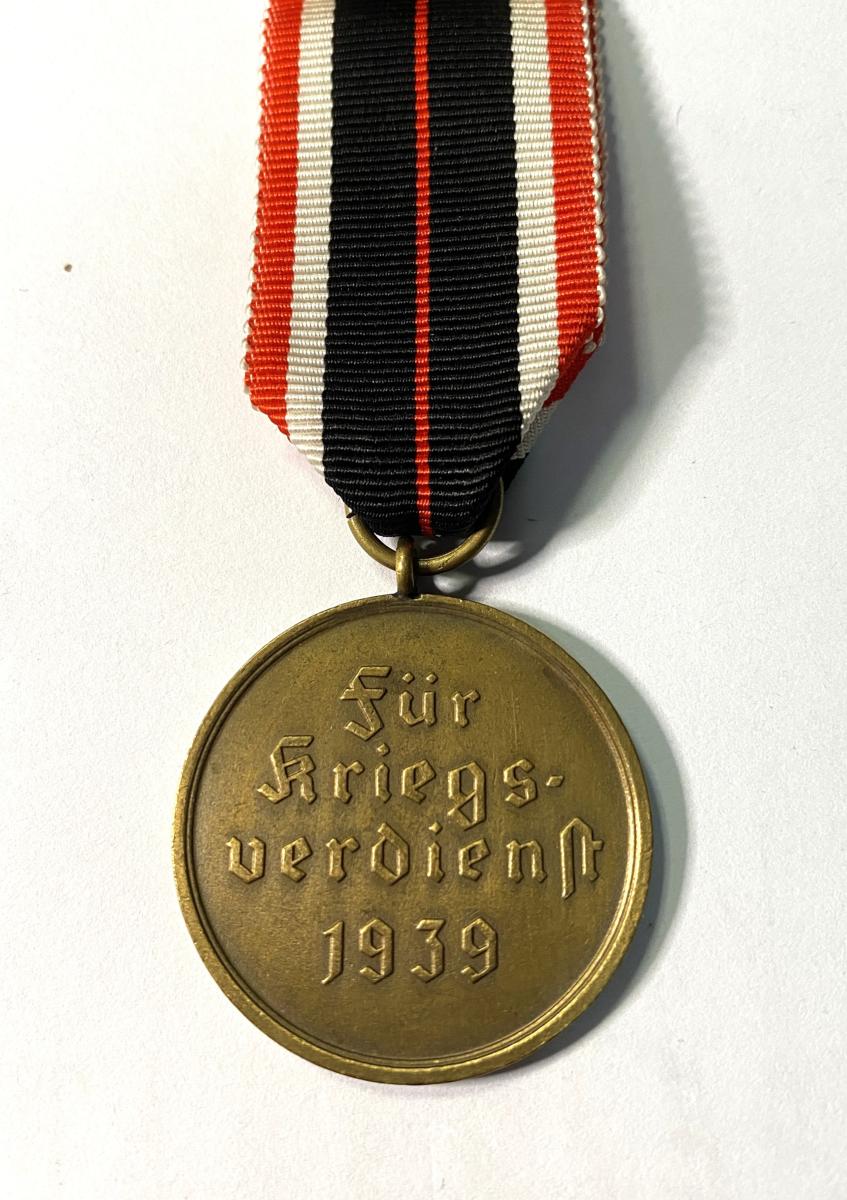 Für
Kriegs-
verdienſt
1939